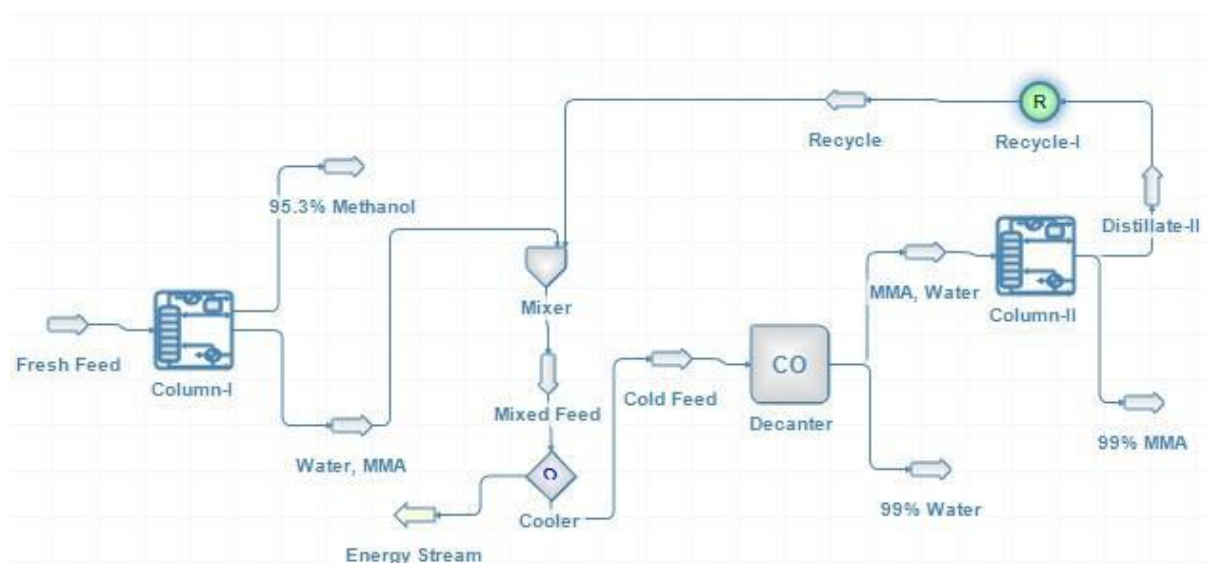 R
Recycle
Recycle-I
95.3% Methanol
Distillate-II
MMA, Water
Mixer
Column-II
Fresh Feed
Column-I
CO
Cold Feed
Mixed Feed
Decanter
99% MMA
Water, MMA
C
99% Water
Cooler
Energy Stream